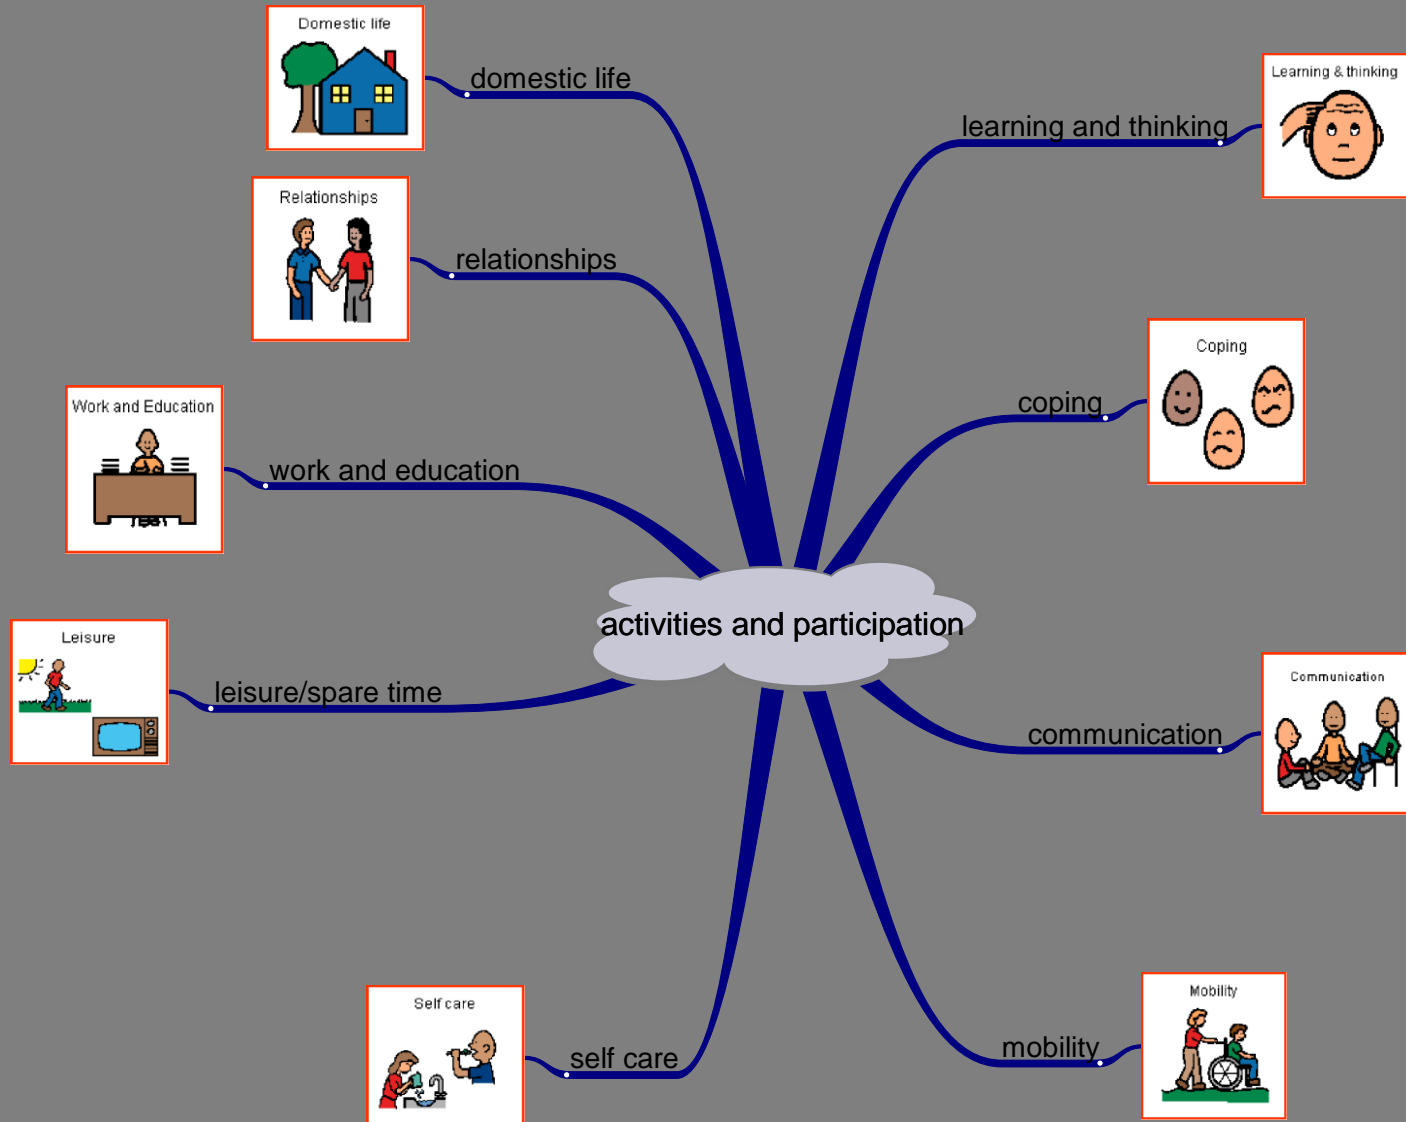 Domestic life
domestic life
Learning & thinking
learning and thinking
Relationships
relationships
Coping
coping
Work and Education
work and education
activities and participation
Leisure
leisure/spare time
Communication
communication
Self care
self care
Mobility
mobility